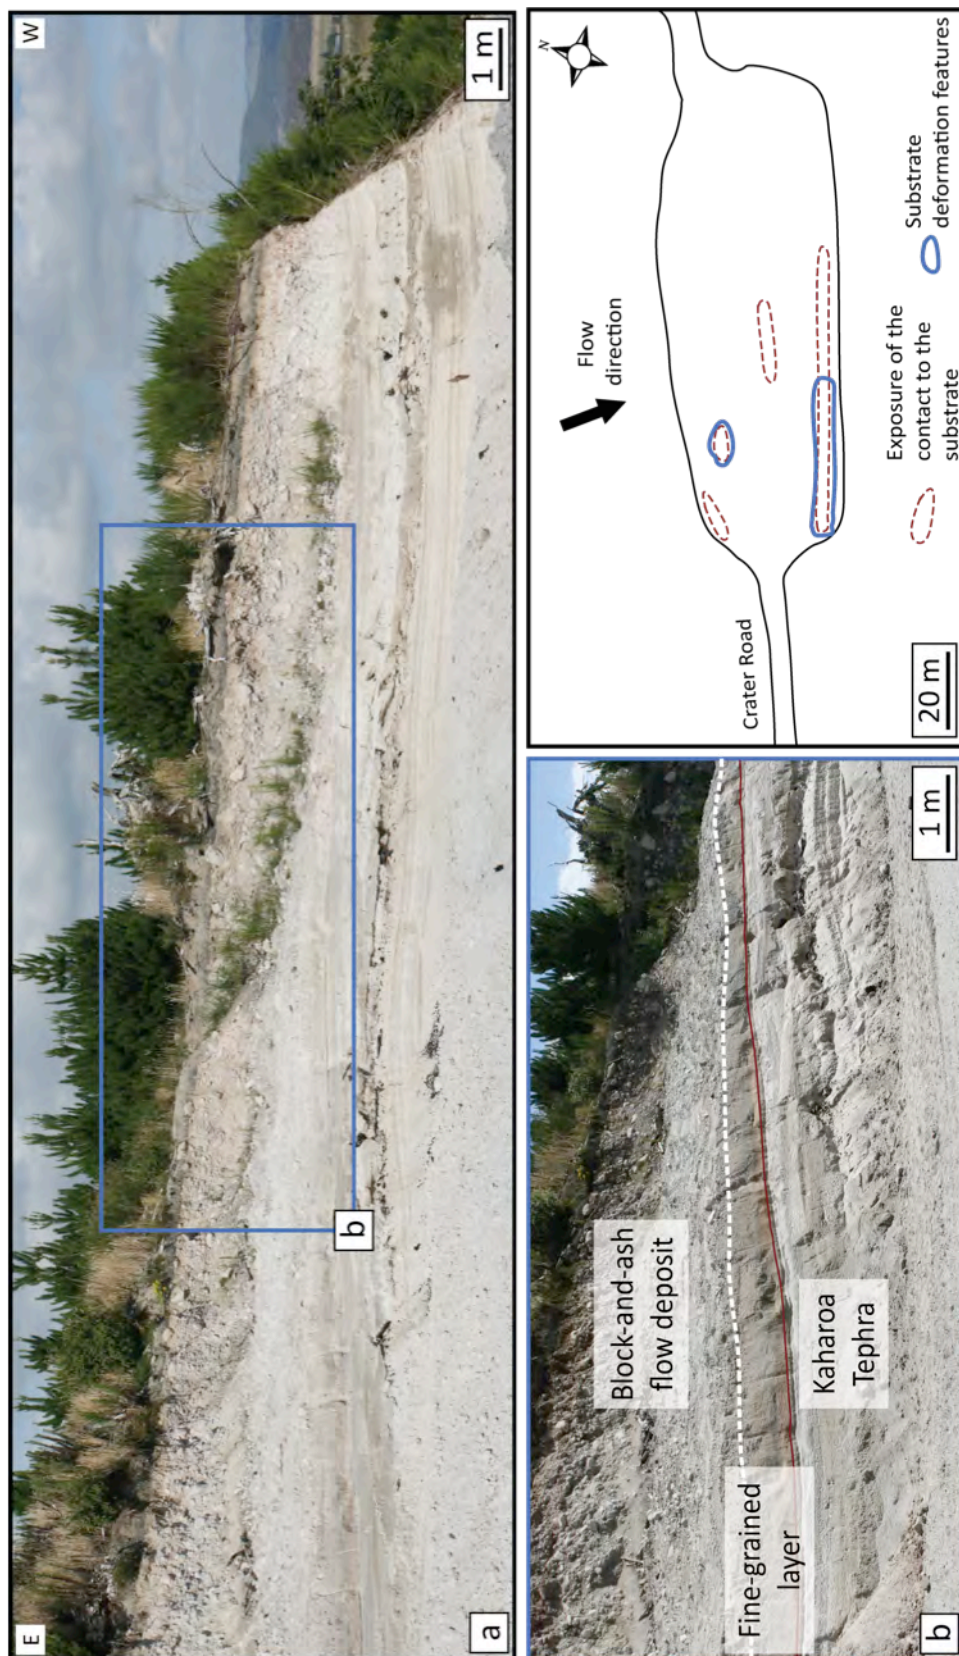 E
W
1 m
b
a
Block-and-ash
flow deposit
Fine-grained
layer
Kaharoa
Tephra
1 m
b
N
Flow
direction
Crater Road
20 m
Exposure of the
contact to the
substrate
Substrate
deformation features